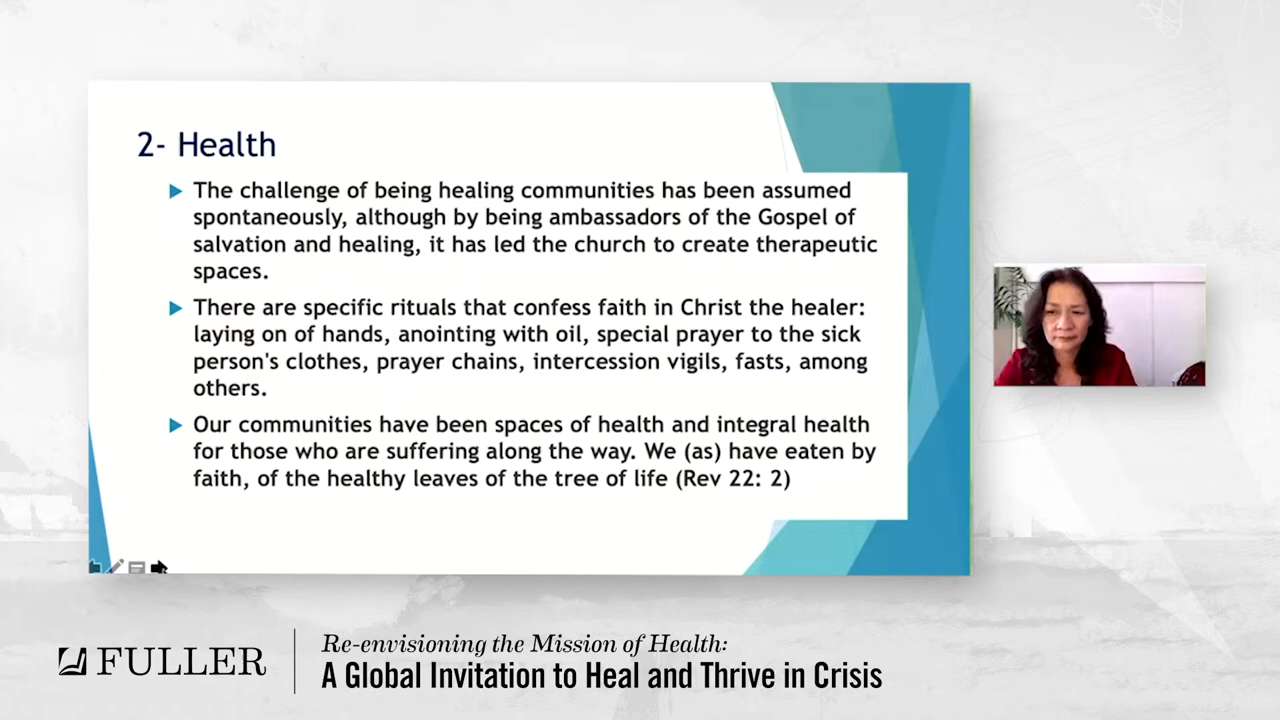 2- Health
The challenge of being healing communities has been assumed
spontaneously, although by being ambassadors of the Gospel of
salvation and healing, it has led the church to create therapeutic
spaces.
There are specific rituals that confess faith in Christ the healer:
laying on of hands, anointing with oil, special prayer to the sick
person's clothes, prayer chains, intercession vigils, fasts, among
others.
Our communities have been spaces of health and integral health
for those who are suffering along the way. We (as) have eaten by
faith, of the healthy leaves of the tree of life (Rev 22: 2)
FULLER
Re-envisioning the Mission of Health:
A Global Invitation to Heal and Thrive in Crisis